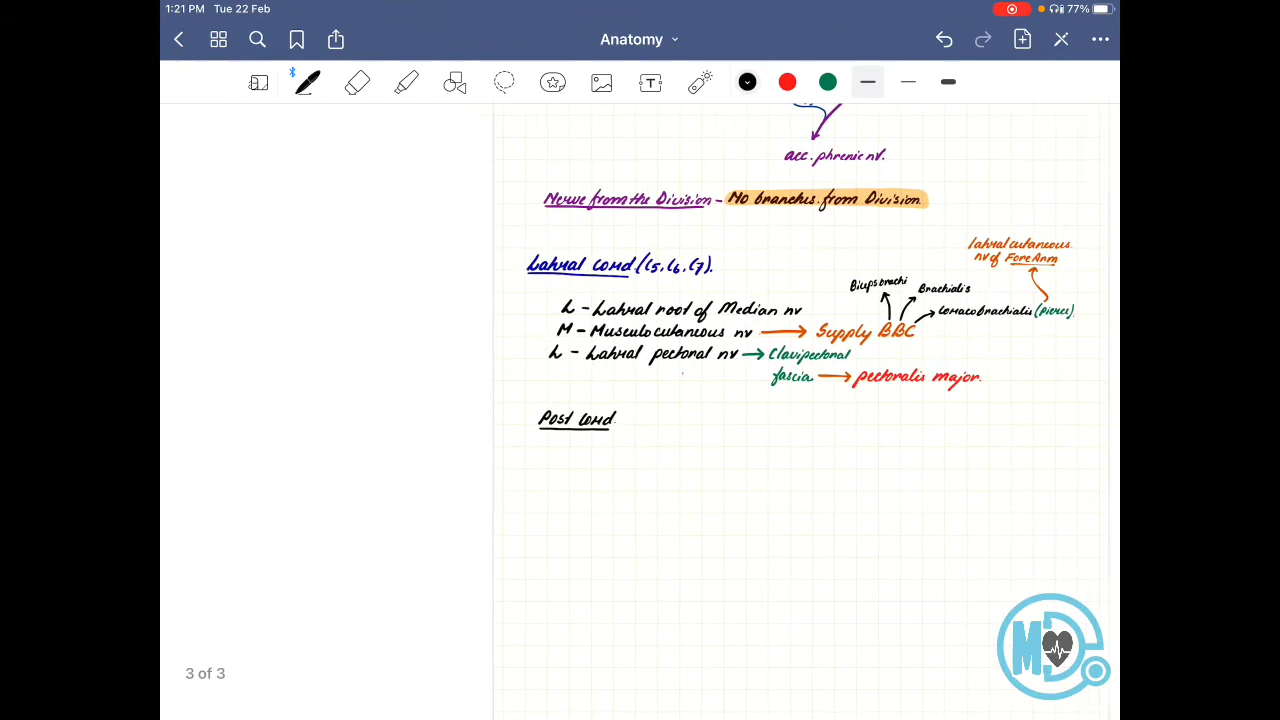 1:21 PM Tue 22 Feb
77%
Anatomy
acc. phrenic nv.
Nerve from the Division - No branches from Division
Lateral cord (C5, C6, C7).
lateral cutaneous
nv of ForeArm
Biceps brachi
Brachialis
Coracobrachialis (pierce)
L - Lateral root of Median nv
M - Musculocutaneous nv → Supply BBC
L - Lateral pectoral nv → Clavipectoral
fascia → pectoralis major.
Post Cord
3 of 3
MD